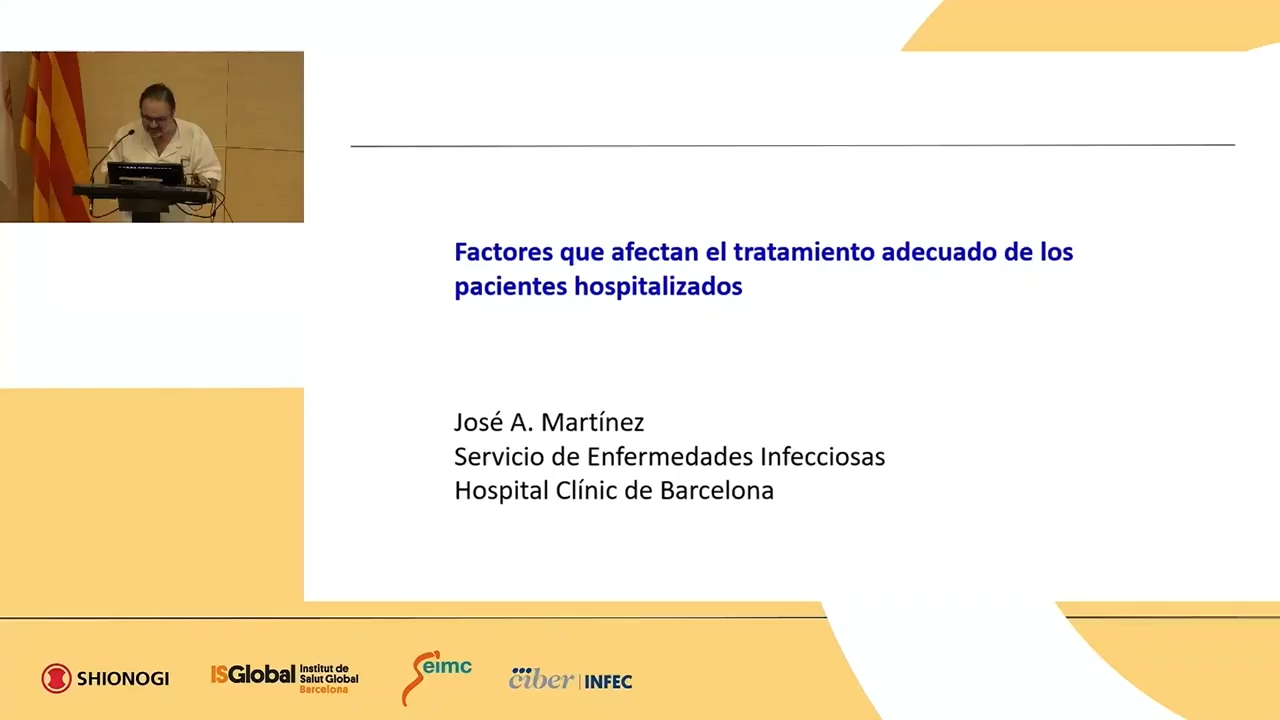 Factores que afectan el tratamiento adecuado de los
pacientes hospitalizados
José A. Martínez
Servicio de Enfermedades Infecciosas
Hospital Clínic de Barcelona
SHIONOGI
ISGlobal Institut de
Salut Global
Barcelona
Seimc
ciber INFEC